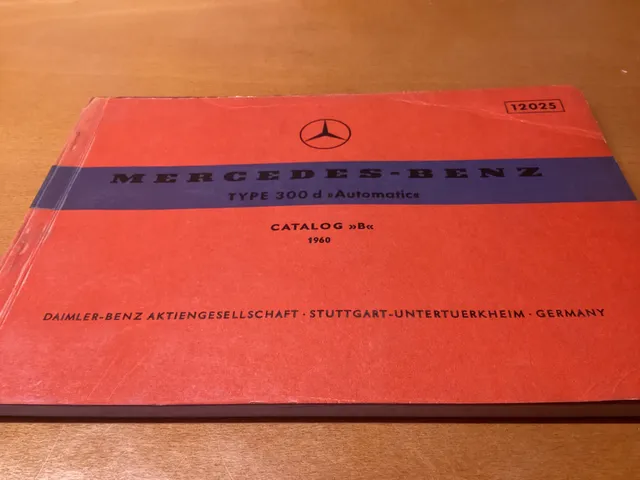 12025
MERCEDES-BENZ
TYPE 300 d »Automatic«
CATALOG »B«
1960
DAIMLER-BENZ AKTIENGESELLSCHAFT · STUTTGART-UNTERTUERKHEIM · GERMANY